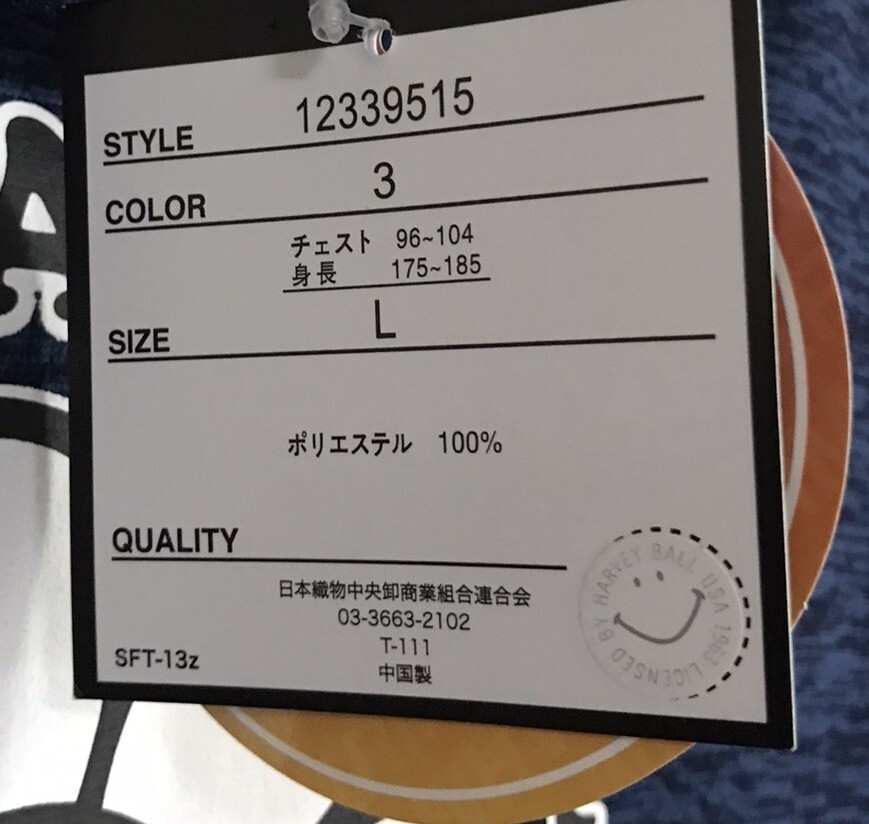 STYLE 12339515
COLOR 3
チェスト 96~104
身長 175~185
SIZE L
ポリエステル 100%
QUALITY
日本織物中央卸商業組合連合会
03-3663-2102
T-111
SFT-13z
中国製
LICENSED BY HARVEY BALL USA 1963